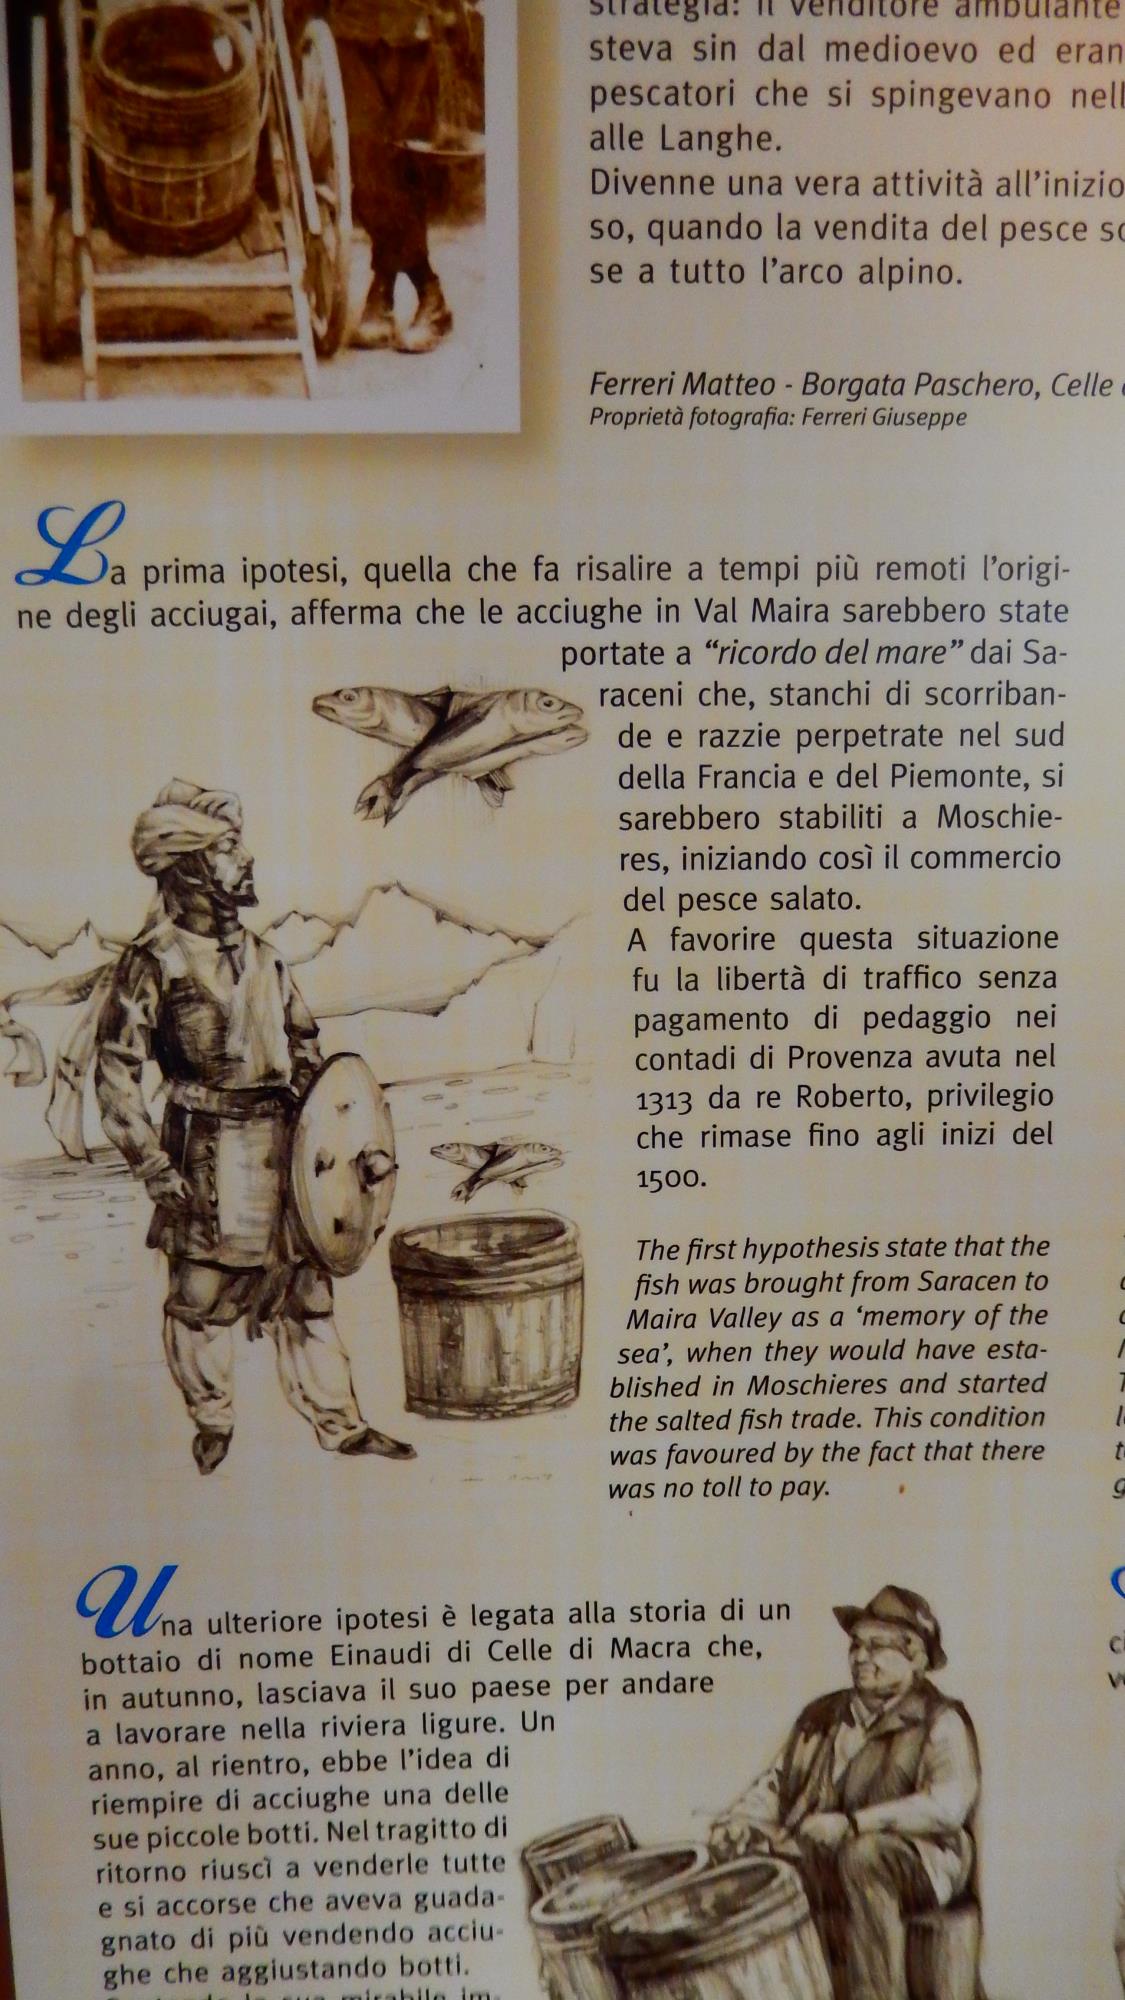 strategia: il venditore ambulante
steva sin dal medioevo ed eran
pescatori che si spingevano nell
alle Langhe.
Divenne una vera attività all'inizio
so, quando la vendita del pesce
se a tutto l'arco alpino.
Ferreri Matteo - Borgata Paschero, Celle
Proprietà fotografia: Ferreri Giuseppe
La prima ipotesi, quella che fa risalire a tempi più remoti l'origi-
ne degli acciugai, afferma che le acciughe in Val Maira sarebbero state
portate a “ricordo del mare” dai Sa-
raceni che, stanchi di scorriban-
de e razzie perpetrate nel sud
della Francia e del Piemonte, si
sarebbero stabiliti a Moschie-
res, iniziando così il commercio
del pesce salato.
A favorire questa situazione
fu la libertà di traffico senza
pagamento di pedaggio nei
contadi di Provenza avuta nel
1313 da re Roberto, privilegio
che rimase fino agli inizi del
1500.
The first hypothesis state that the
fish was brought from Saracen to
Maira Valley as a ‘memory of the
sea’, when they would have esta-
blished in Moschieres and started
the salted fish trade. This condition
was favoured by the fact that there
was no toll to pay.
Una ulteriore ipotesi è legata alla storia di un
bottaio di nome Einaudi di Celle di Macra che,
in autunno, lasciava il suo paese per andare
a lavorare nella riviera ligure. Un
anno, al rientro, ebbe l'idea di
riempire di acciughe una delle
sue piccole botti. Nel tragitto di
ritorno riuscì a venderle tutte
e si accorse che aveva guada-
gnato di più vendendo acciu-
ghe che aggiustando botti.